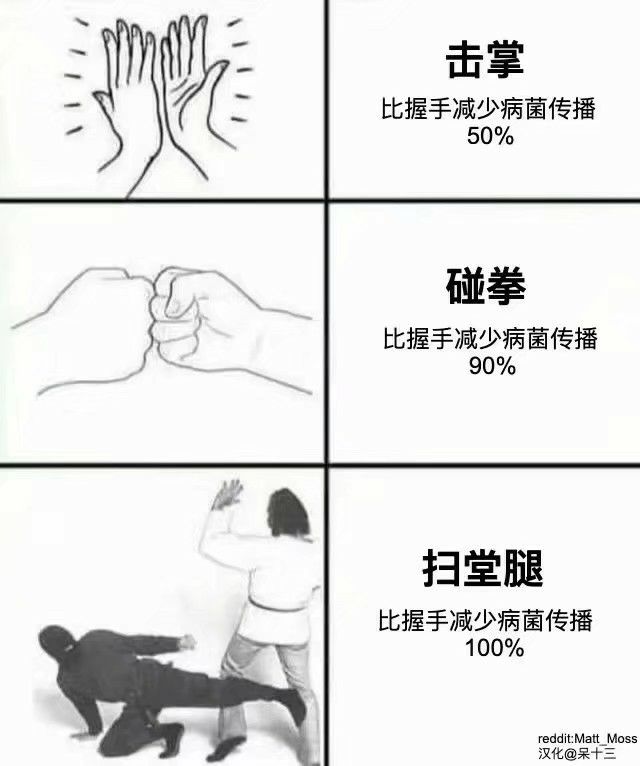 击掌
比握手减少病菌传播
50%
碰拳
比握手减少病菌传播
90%
扫堂腿
比握手减少病菌传播
100%
reddit:Matt_Moss
汉化@呆十三